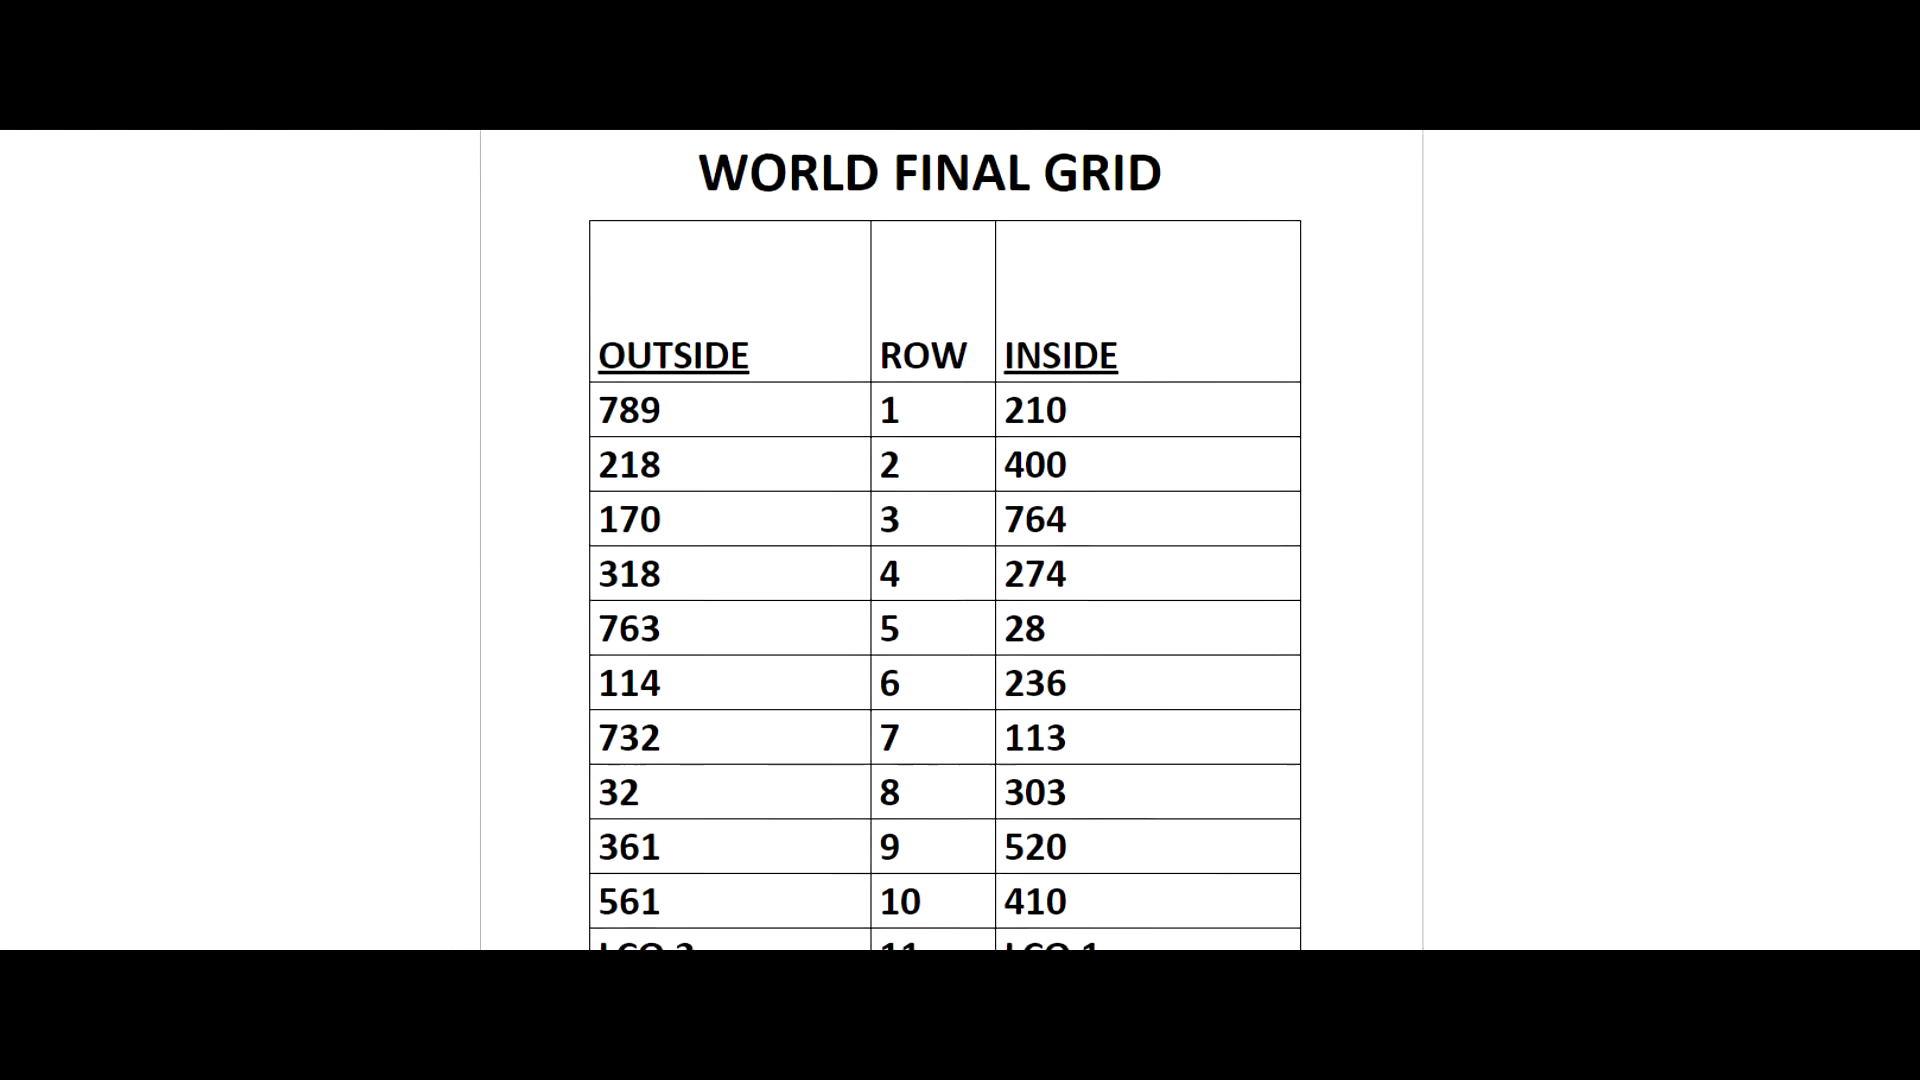 WORLD FINAL GRID
OUTSIDE ROW INSIDE
789 1 210
218 2 400
170 3 764
318 4 274
763 5 28
114 6 236
732 7 113
32 8 303
361 9 520
561 10 410